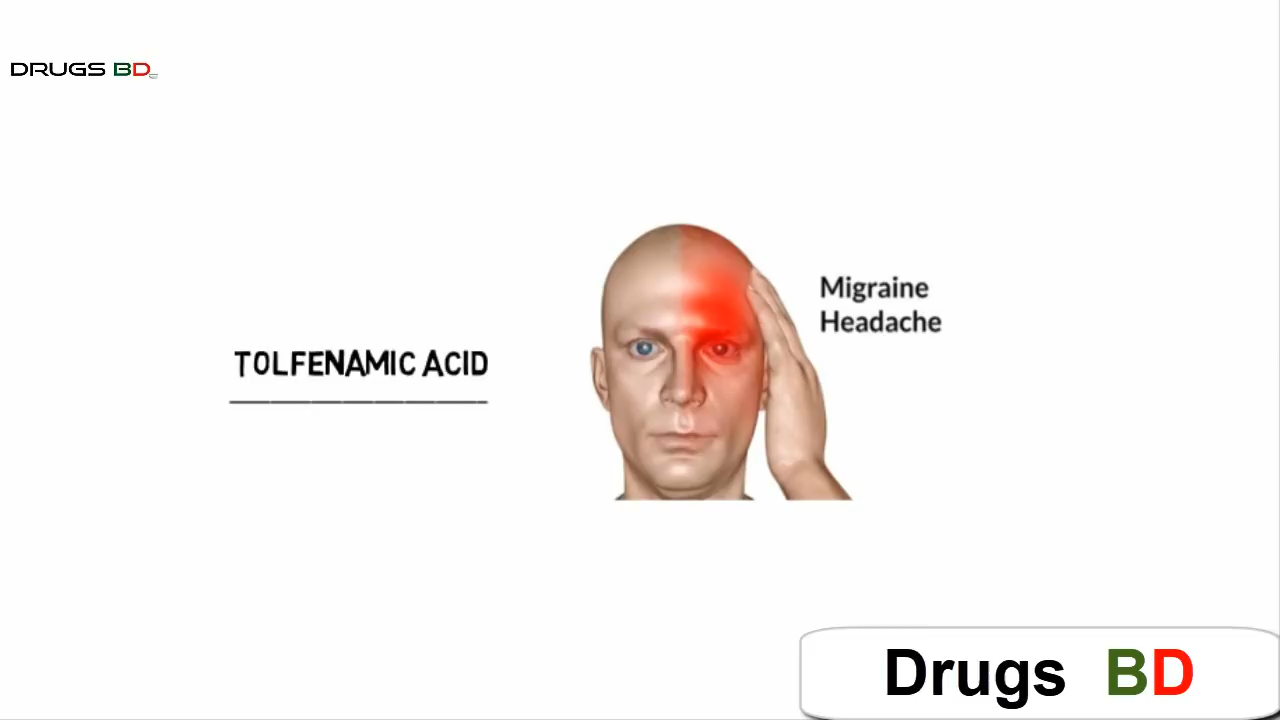 DRUGS BD
Migraine
Headache
TOLFENAMIC ACID
Drugs BD